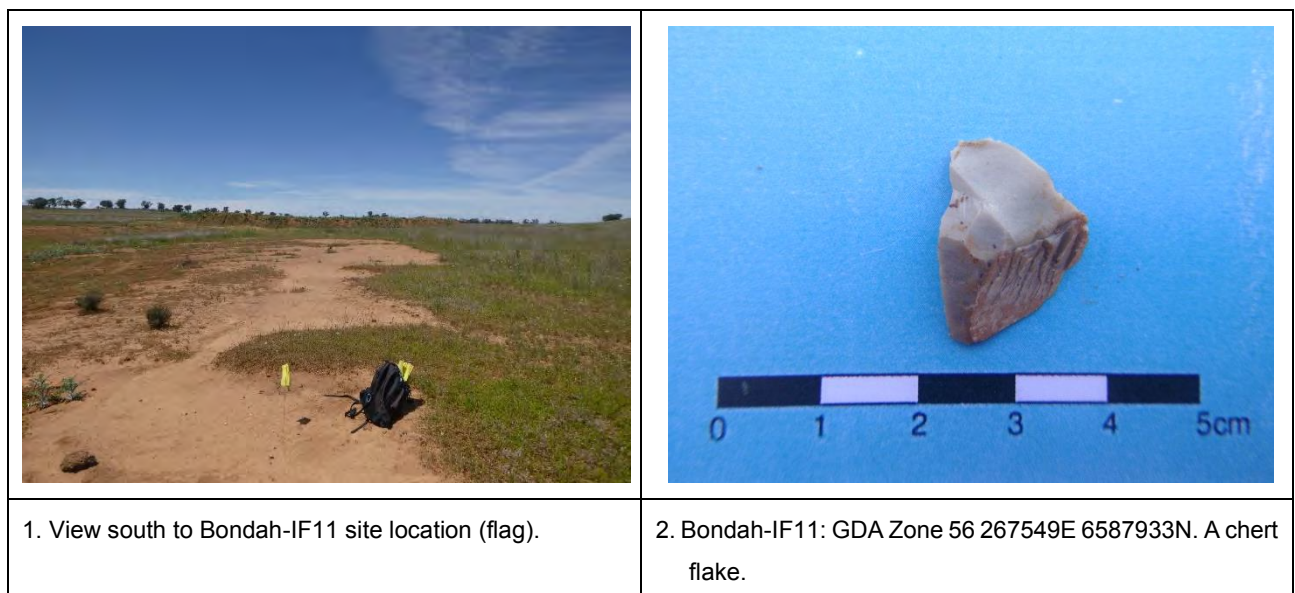 0 1 2 3 4 5cm
1. View south to Bondah-IF11 site location (flag).
2. Bondah-IF11: GDA Zone 56 267549E 6587933N. A chert
flake.